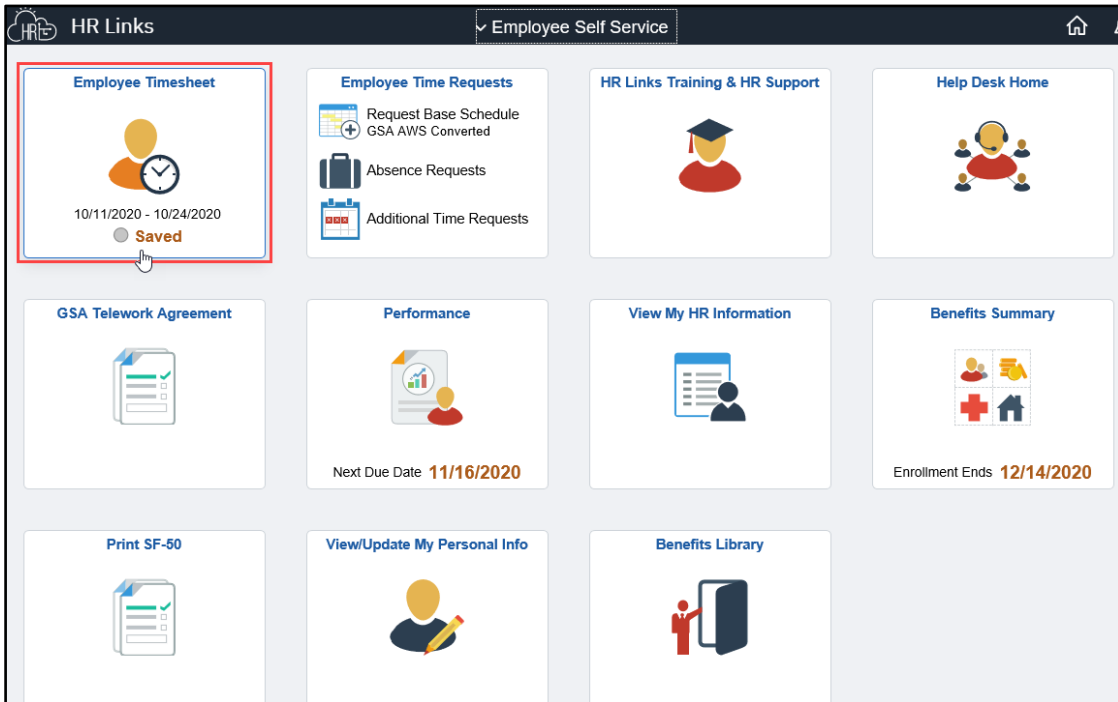 HRL HR Links
Employee Self Service
Employee Timesheet
10/11/2020 - 10/24/2020
Saved
Employee Time Requests
Request Base Schedule
GSA AWS Converted
Absence Requests
Additional Time Requests
HR Links Training & HR Support
Help Desk Home
GSA Telework Agreement
Performance
Next Due Date 11/16/2020
View My HR Information
Benefits Summary
Enrollment Ends 12/14/2020
Print SF-50
View/Update My Personal Info
Benefits Library